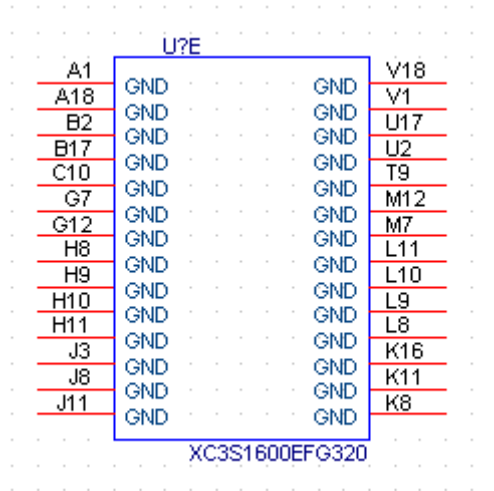 U?E
A1 GND GND V18
A18 GND GND V1
B2 GND GND U17
B17 GND GND U2
C10 GND GND T9
G7 GND GND M12
G12 GND GND M7
H8 GND GND L11
H9 GND GND L10
H10 GND GND L9
H11 GND GND L8
J3 GND GND K16
J8 GND GND K11
J11 GND GND K8
XC3S1600EFG320